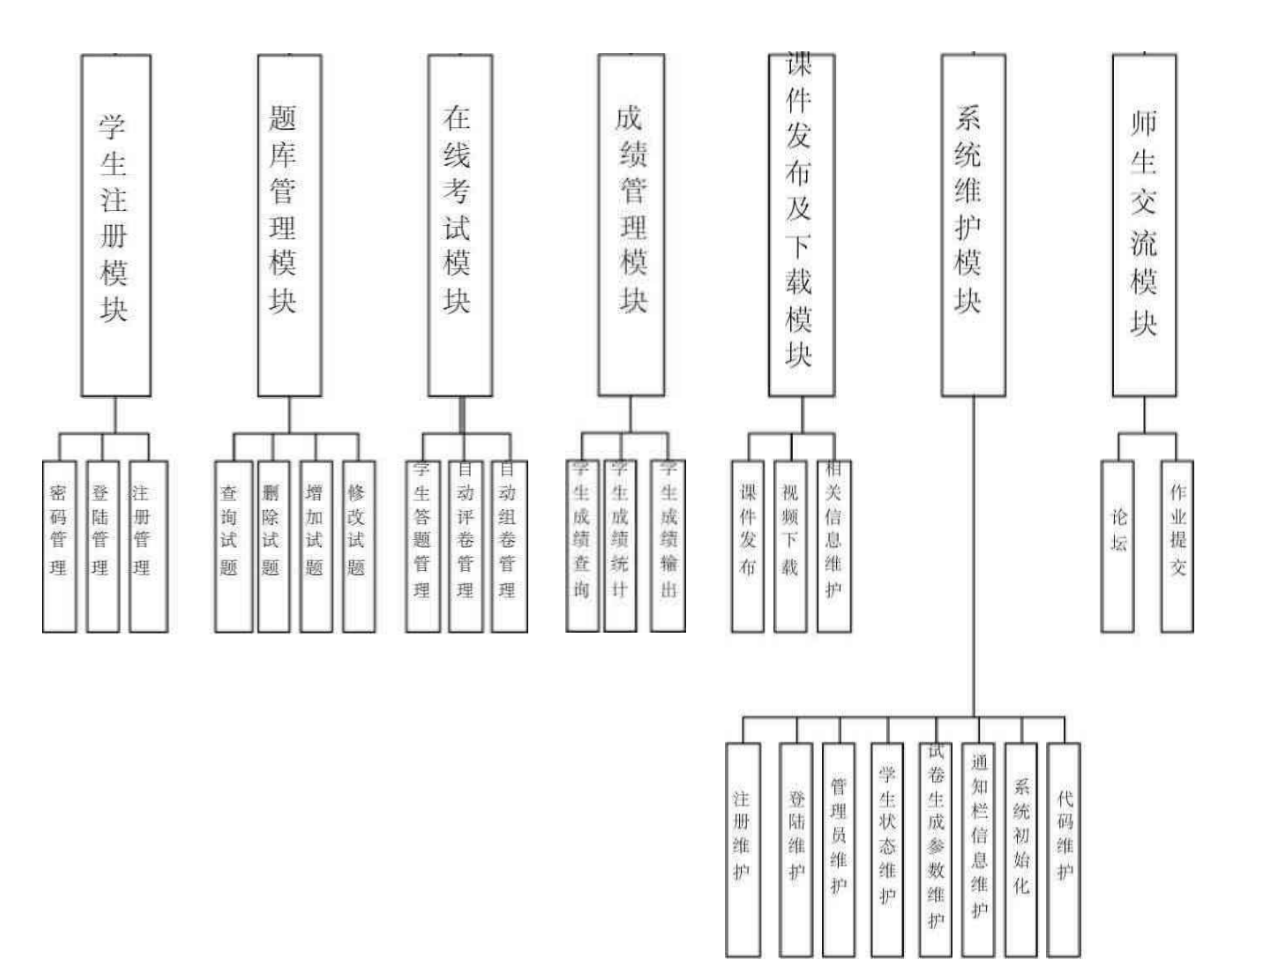 学生注册模块
题库管理模块
在线考试模块
成绩管理模块
课件发布及下载模块
系统维护模块
师生交流模块
密码管理
登陆管理
注册管理
查询试题
删除试题
增加试题
修改试题
学生答题管理
自动评卷管理
自动组卷管理
学生成绩查询
学生成绩统计
学生成绩输出
课件发布
视频下载
相关信息维护
论坛
作业提交
注册维护
登陆维护
管理员维护
学生状态维护
试卷生成参数维护
通知栏信息维护
系统初始化
代码维护